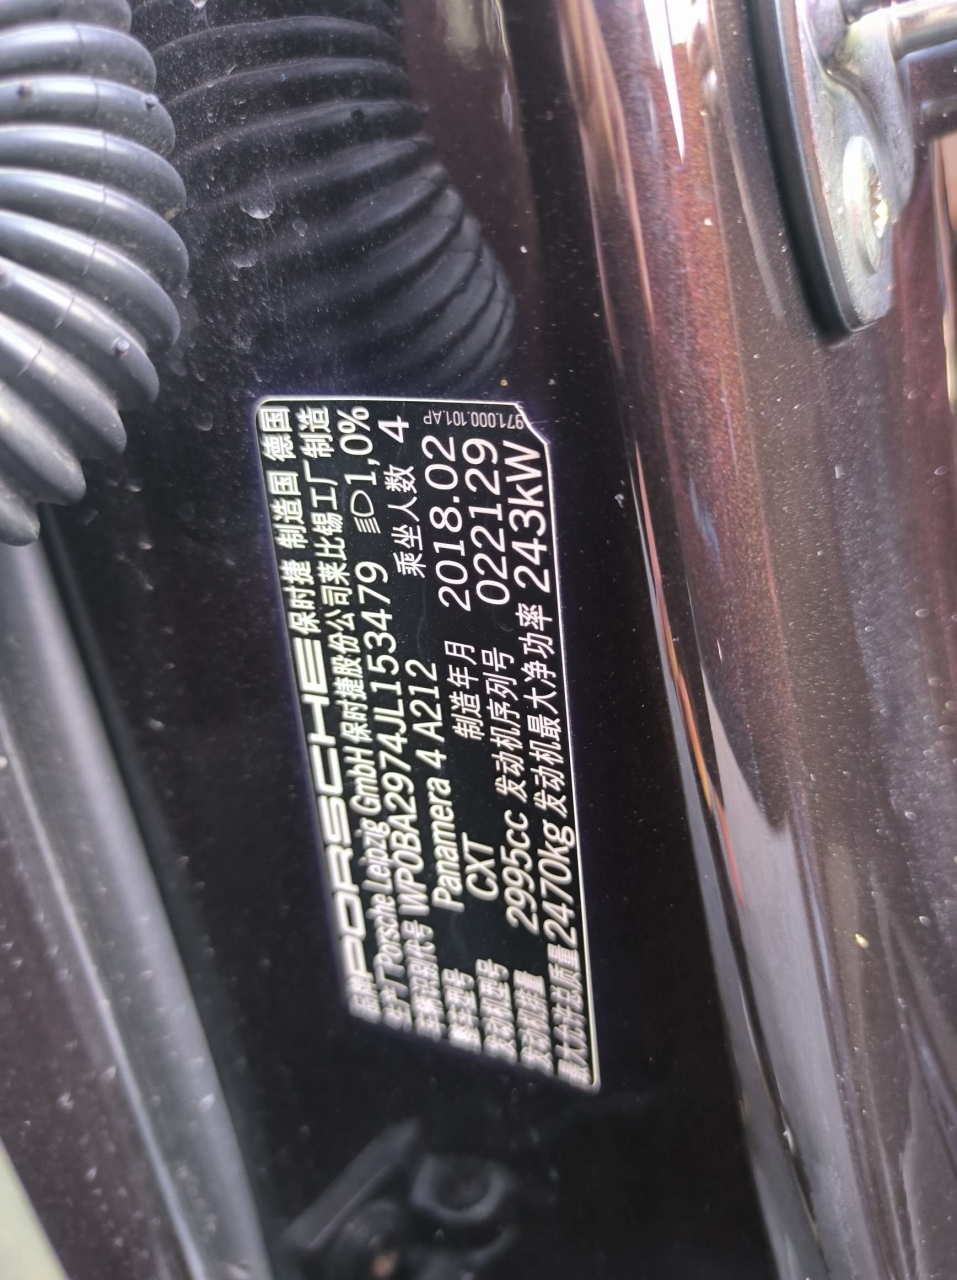 品牌 PORSCHE 保时捷 制造国 德国
生产厂 Porsche Leipzig GmbH 保时捷股份公司莱比锡工厂 制造
车辆识别代号 WP0BA2974JL153479 1,0%
整车型号 Panamera 4 A212 乘坐人数 4
发动机型号 CXT 制造年月 2018.02
发动机排量 2995cc 发动机序列号 022129
最大允许总质量 2470kg 发动机最大净功率 243kW
971.000.101.AP